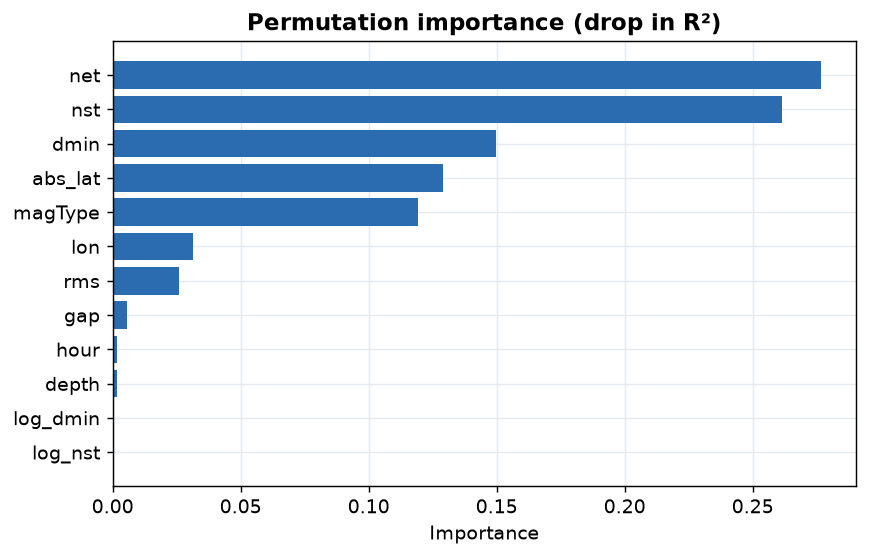 Permutation importance (drop in R²)
net
nst
dmin
abs_lat
magType
lon
rms
gap
hour
depth
log_dmin
log_nst
0.00 0.05 0.10 0.15 0.20 0.25
Importance